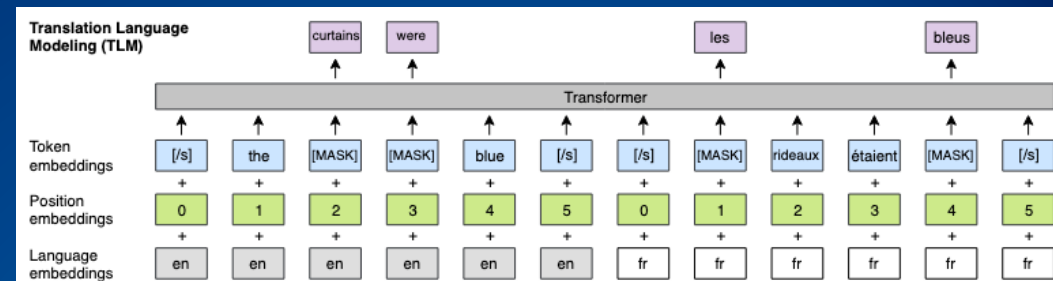 Translation Language
Modeling (TLM)
curtains were les bleus
Transformer
Token
embeddings
[/s] the [MASK] [MASK] blue [/s] [/s] [MASK] rideaux étaient [MASK] [/s]
+ + + + + + + + + + + +
Position
embeddings
0 1 2 3 4 5 0 1 2 3 4 5
+ + + + + + + + + + + +
Language
embeddings
en en en en en en fr fr fr fr fr fr